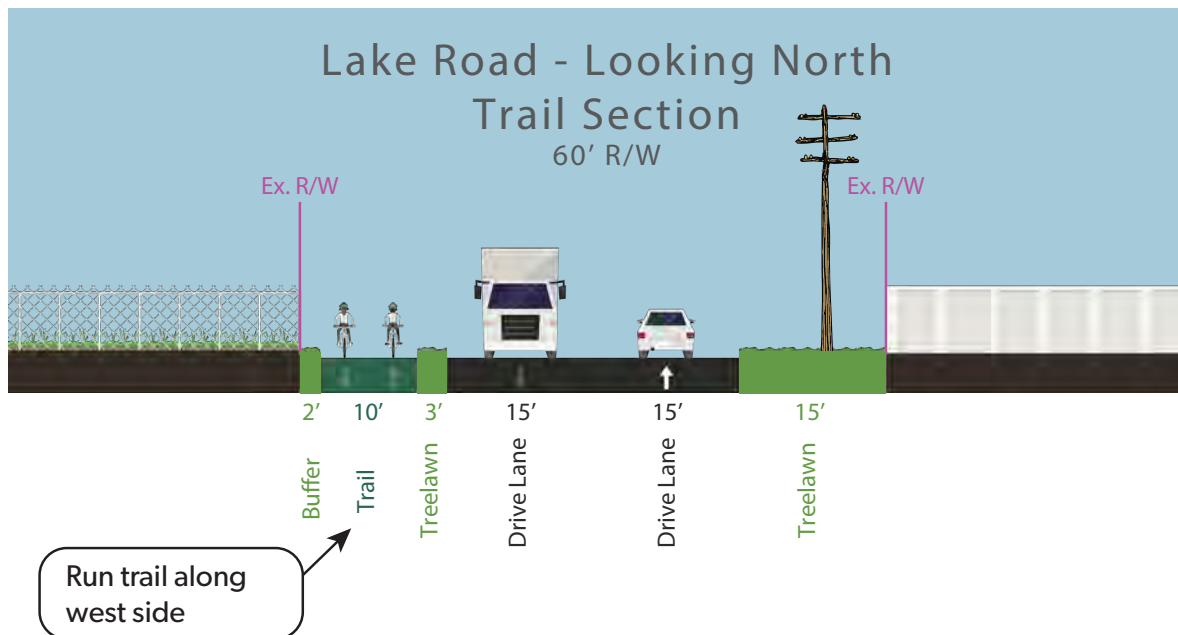 Lake Road - Looking North
Trail Section
60' R/W
Ex. R/W
Ex. R/W
2'
10'
3'
15'
15'
15'
Buffer
Trail
Treelawn
Drive Lane
Drive Lane
Treelawn
Run trail along
west side